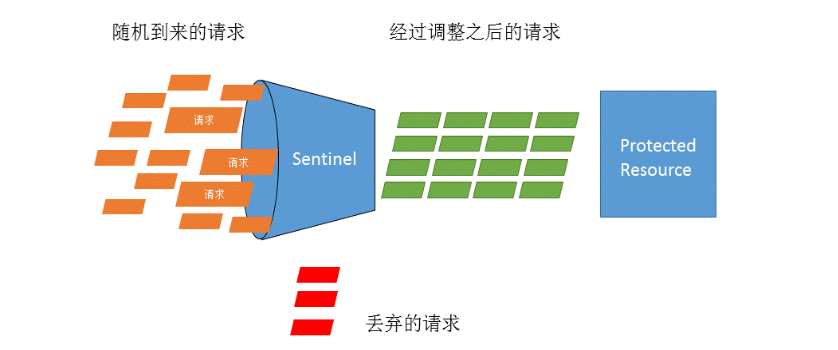 随机到来的请求
经过调整之后的请求
请求
请求
请求
Sentinel
Protected
Resource
丢弃的请求